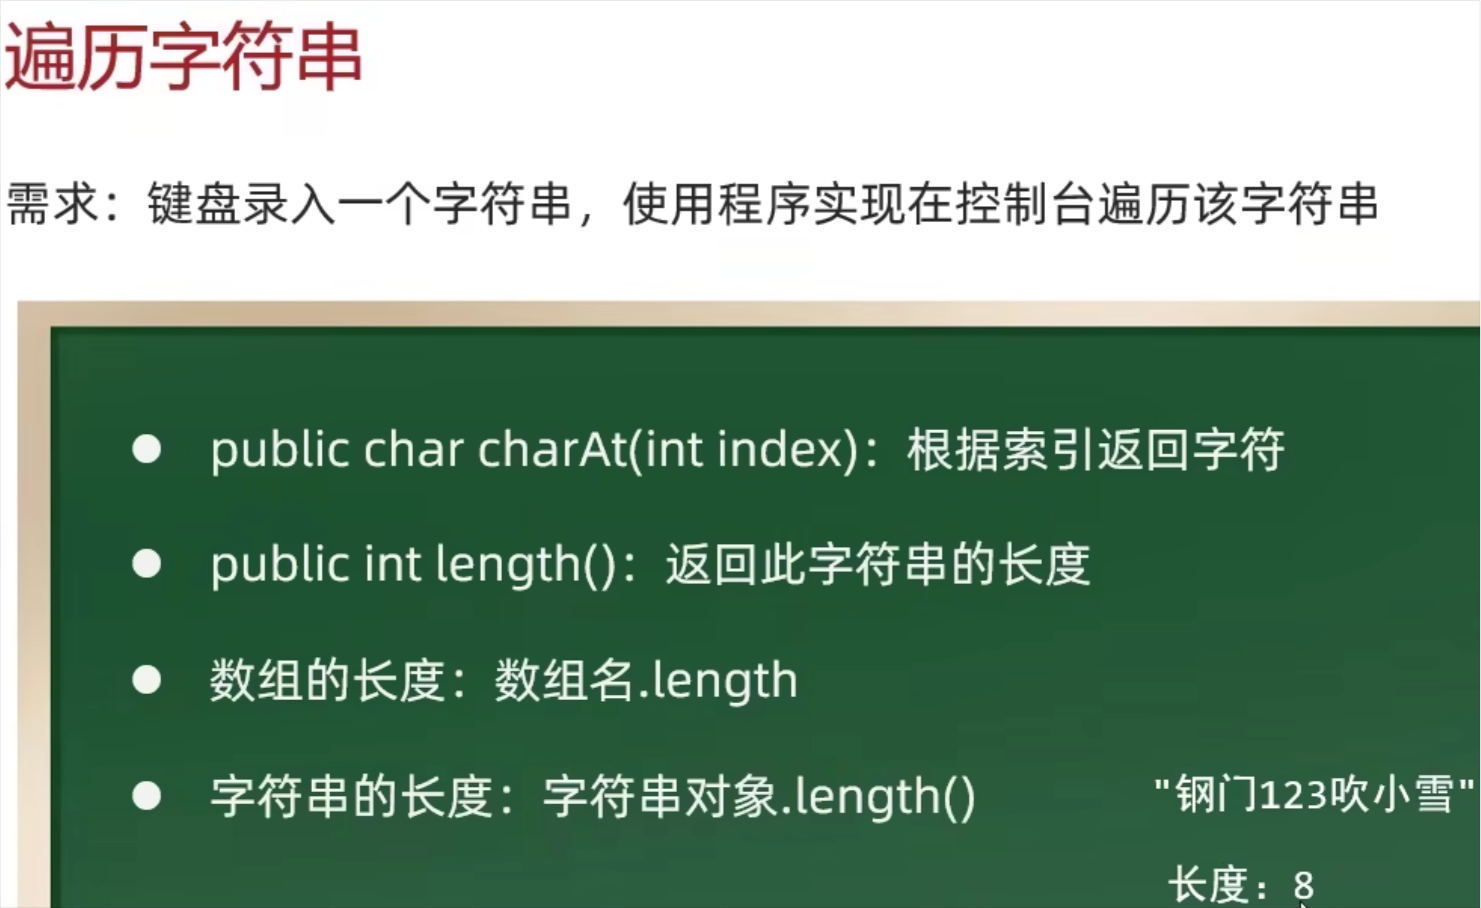 遍历字符串
需求：键盘录入一个字符串，使用程序实现在控制台遍历该字符串
public char charAt(int index)：根据索引返回字符
public int length()：返回此字符串的长度
数组的长度：数组名.length
字符串的长度：字符串对象.length()
"钢门123吹小雪"
长度：8